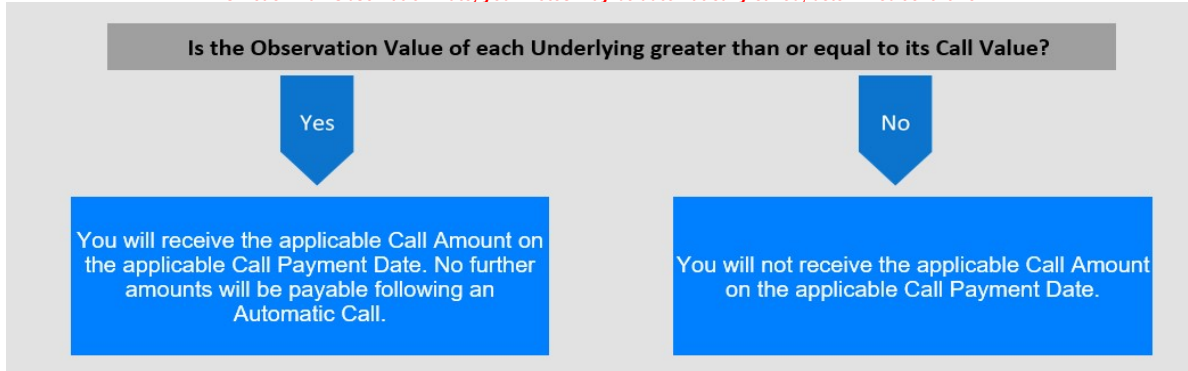 Is the Observation Value of each Underlying greater than or equal to its Call Value?
Yes
No
You will receive the applicable Call Amount on
the applicable Call Payment Date. No further
amounts will be payable following an
Automatic Call.
You will not receive the applicable Call Amount
on the applicable Call Payment Date.